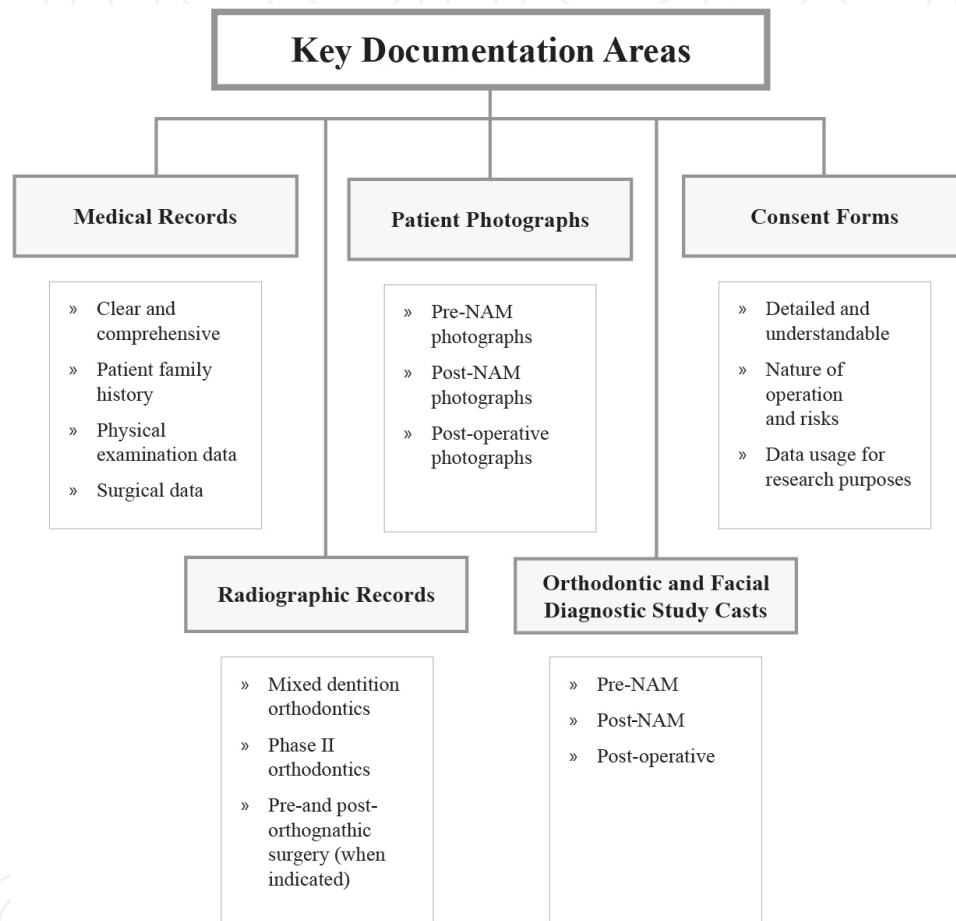 Key Documentation Areas
Medical Records
» Clear and
comprehensive
» Patient family
history
» Physical
examination data
» Surgical data
Patient Photographs
» Pre-NAM
photographs
» Post-NAM
photographs
» Post-operative
photographs
Consent Forms
» Detailed and
understandable
» Nature of
operation
and risks
» Data usage for
research purposes
Radiographic Records
» Mixed dentition
orthodontics
» Phase II
orthodontics
» Pre-and post-
orthognathic
surgery (when
indicated)
Orthodontic and Facial
Diagnostic Study Casts
» Pre-NAM
» Post-NAM
» Post-operative